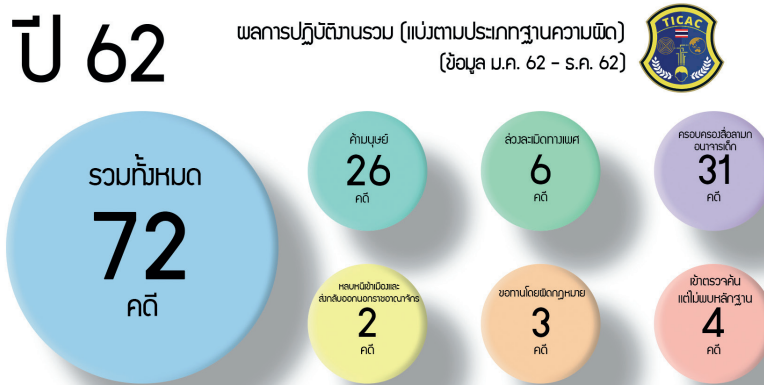 ปี 62
ผลการปฏิบัติงานรวม (แบ่งตามประเภทฐานความผิด)
(ข้อมูล ม.ค. 62 - ธ.ค. 62)
TICAC
รวมทั้งหมด
72
คดี
ค้ามนุษย์
26
คดี
ล่วงละเมิดทางเพศ
6
คดี
ครอบครองสื่อลามก
อนาจารเด็ก
31
คดี
หลบหนีเข้าเมืองและ
ส่งกลับออกนอกราชอาณาจักร
2
คดี
ขอทานโดยผิดกฎหมาย
3
คดี
เข้าตรวจค้น
แต่ไม่พบหลักฐาน
4
คดี